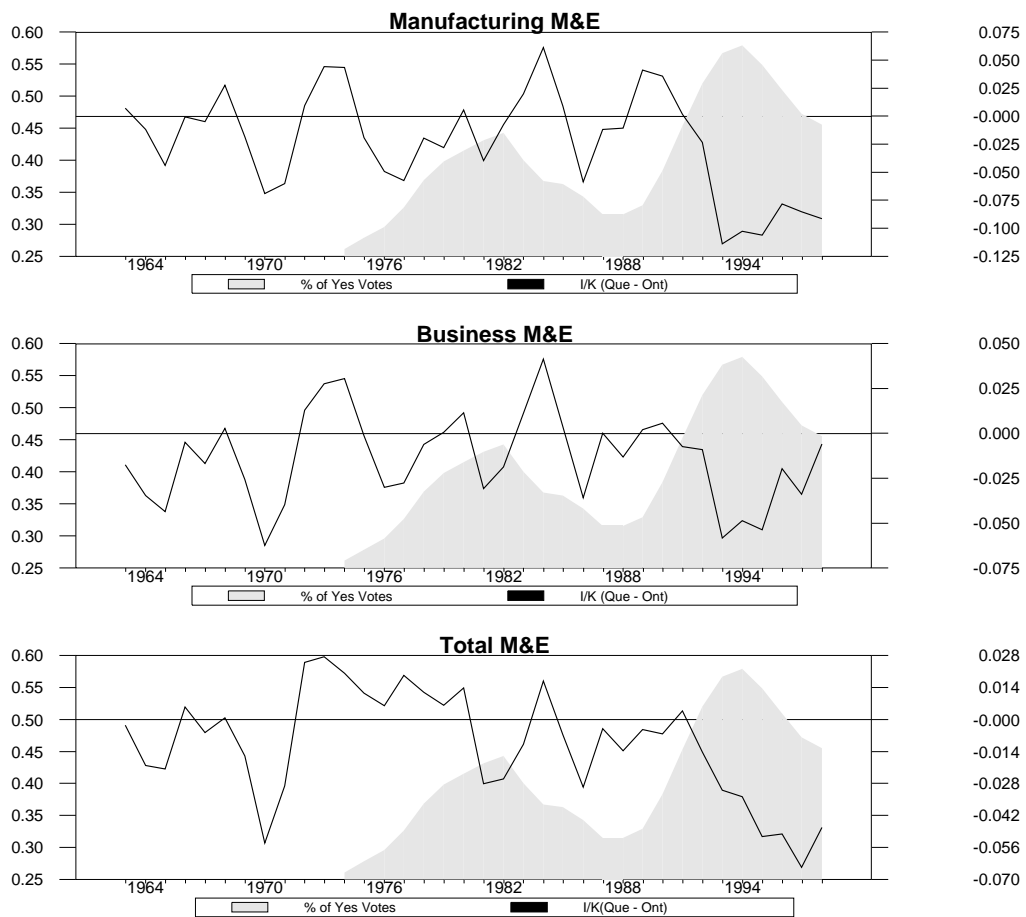 Manufacturing M&E
0.60 0.075
0.55 0.050
0.50 0.025
0.45 -0.000
0.40 -0.025
0.35 -0.050
0.30 -0.075
0.25 -0.100
-0.125
1964 1970 1976 1982 1988 1994
% of Yes Votes I/K (Que - Ont)
Business M&E
0.60 0.050
0.55 0.025
0.50 0.000
0.45 -0.025
0.40 -0.050
0.35 -0.075
0.30
0.25
1964 1970 1976 1982 1988 1994
% of Yes Votes I/K (Que - Ont)
Total M&E
0.60 0.028
0.55 0.014
0.50 -0.000
0.45 -0.014
0.40 -0.028
0.35 -0.042
0.30 -0.056
0.25 -0.070
1964 1970 1976 1982 1988 1994
% of Yes Votes I/K(Que - Ont)